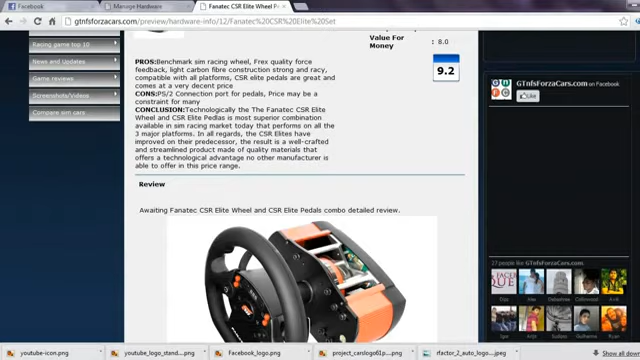 Facebook
Manage Hardware
Fanatec CSR Elite Wheel &
gtnfsforzacars.com/preview/hardware-info/12/Fanatec%20CSR%20Elite%20Set
Racing game top 10
News and Updates
Game reviews
Screenshots/Videos
Compare sim cars
Value For
Money
: 8.0
9.2
PROS:Benchmark sim racing wheel, Frex quality force
feedback, light carbon fibre construction strong and racy,
compatible with all platforms, CSR elite pedals are great and
comes at a very decent price
CONS:PS/2 Connection port for pedals, Price may be a
constraint for many
CONCLUSION:Technologically the The Fanatec CSR Elite
Wheel and CSR Elite Pedlas is most superior combination
available in sim racing market today that performs on all the
3 major platforms. In all regards, the CSR Elites have
improved on their predecessor, the result is a well-crafted
and streamlined product made of quality materials that
offers a technological advantage no other manufacturer is
able to offer in this price range.
Review
Awaiting Fanatec CSR Elite Wheel and CSR Elite Pedals combo detailed review.
GTnfsForzaCars.com on Facebook
Like
27 people like GTnfsForzaCars.com
youtube-icon.png
youtube_logo_stand....png
Facebook_logo.png
project_carslogo61p....png
rfactor_2_auto_logo....jpeg
Show all dow